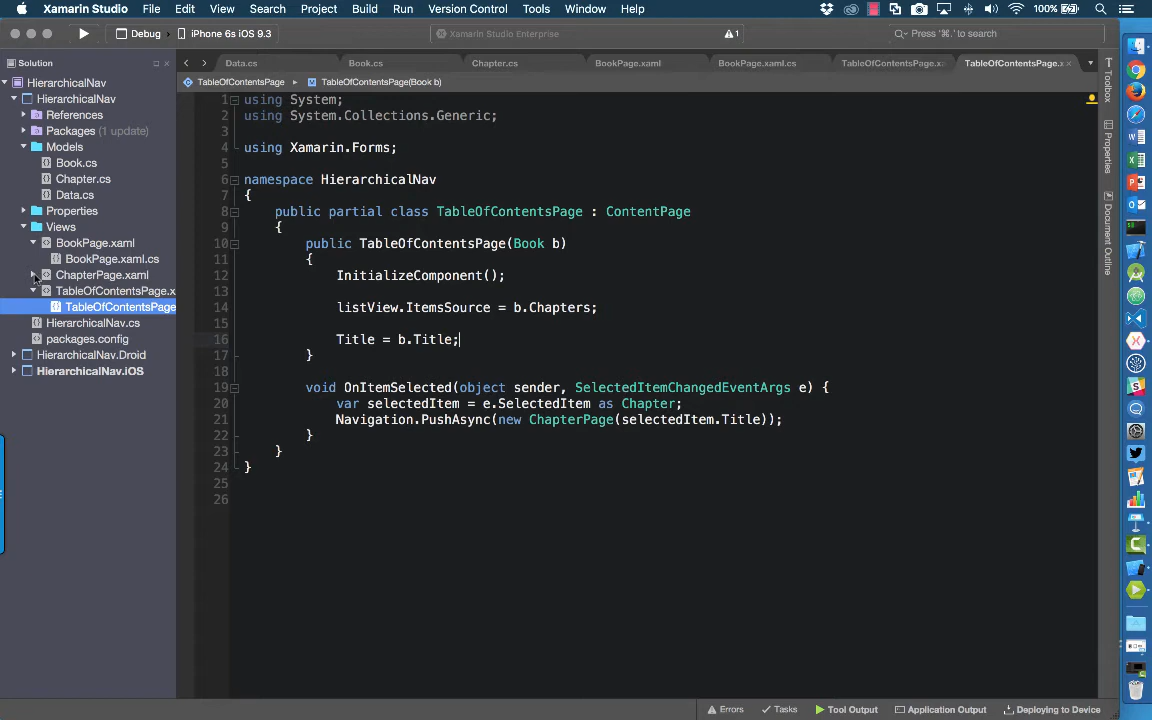 Xamarin Studio File Edit View Search Project Build Run Version Control Tools Window Help 100%
Debug iPhone 6s iOS 9.3 Xamarin Studio Enterprise 1 Press '⌘.' to search
Solution Data.cs Book.cs Chapter.cs BookPage.xaml BookPage.xaml.cs TableOfContentsPage.xa TableOfContentsPage.x
TableOfContentsPage TableOfContentsPage(Book b)
HierarchicalNav
HierarchicalNav
References
Packages (1 update)
Models
Book.cs
Chapter.cs
Data.cs
Properties
Views
BookPage.xaml
BookPage.xaml.cs
ChapterPage.xaml
TableOfContentsPage.x
TableOfContentsPage
HierarchicalNav.cs
packages.config
HierarchicalNav.Droid
HierarchicalNav.iOS
1 using System;
2 using System.Collections.Generic;
3
4 using Xamarin.Forms;
5
6 namespace HierarchicalNav
7 {
8 public partial class TableOfContentsPage : ContentPage
9 {
10 public TableOfContentsPage(Book b)
11 {
12 InitializeComponent();
13
14 listView.ItemsSource = b.Chapters;
15
16 Title = b.Title;
17 }
18
19 void OnItemSelected(object sender, SelectedItemChangedEventArgs e) {
20 var selectedItem = e.SelectedItem as Chapter;
21 Navigation.PushAsync(new ChapterPage(selectedItem.Title));
22 }
23 }
24 }
25
26
Toolbox
Properties
Document Outline
Errors Tasks Tool Output Application Output Deploying to Device